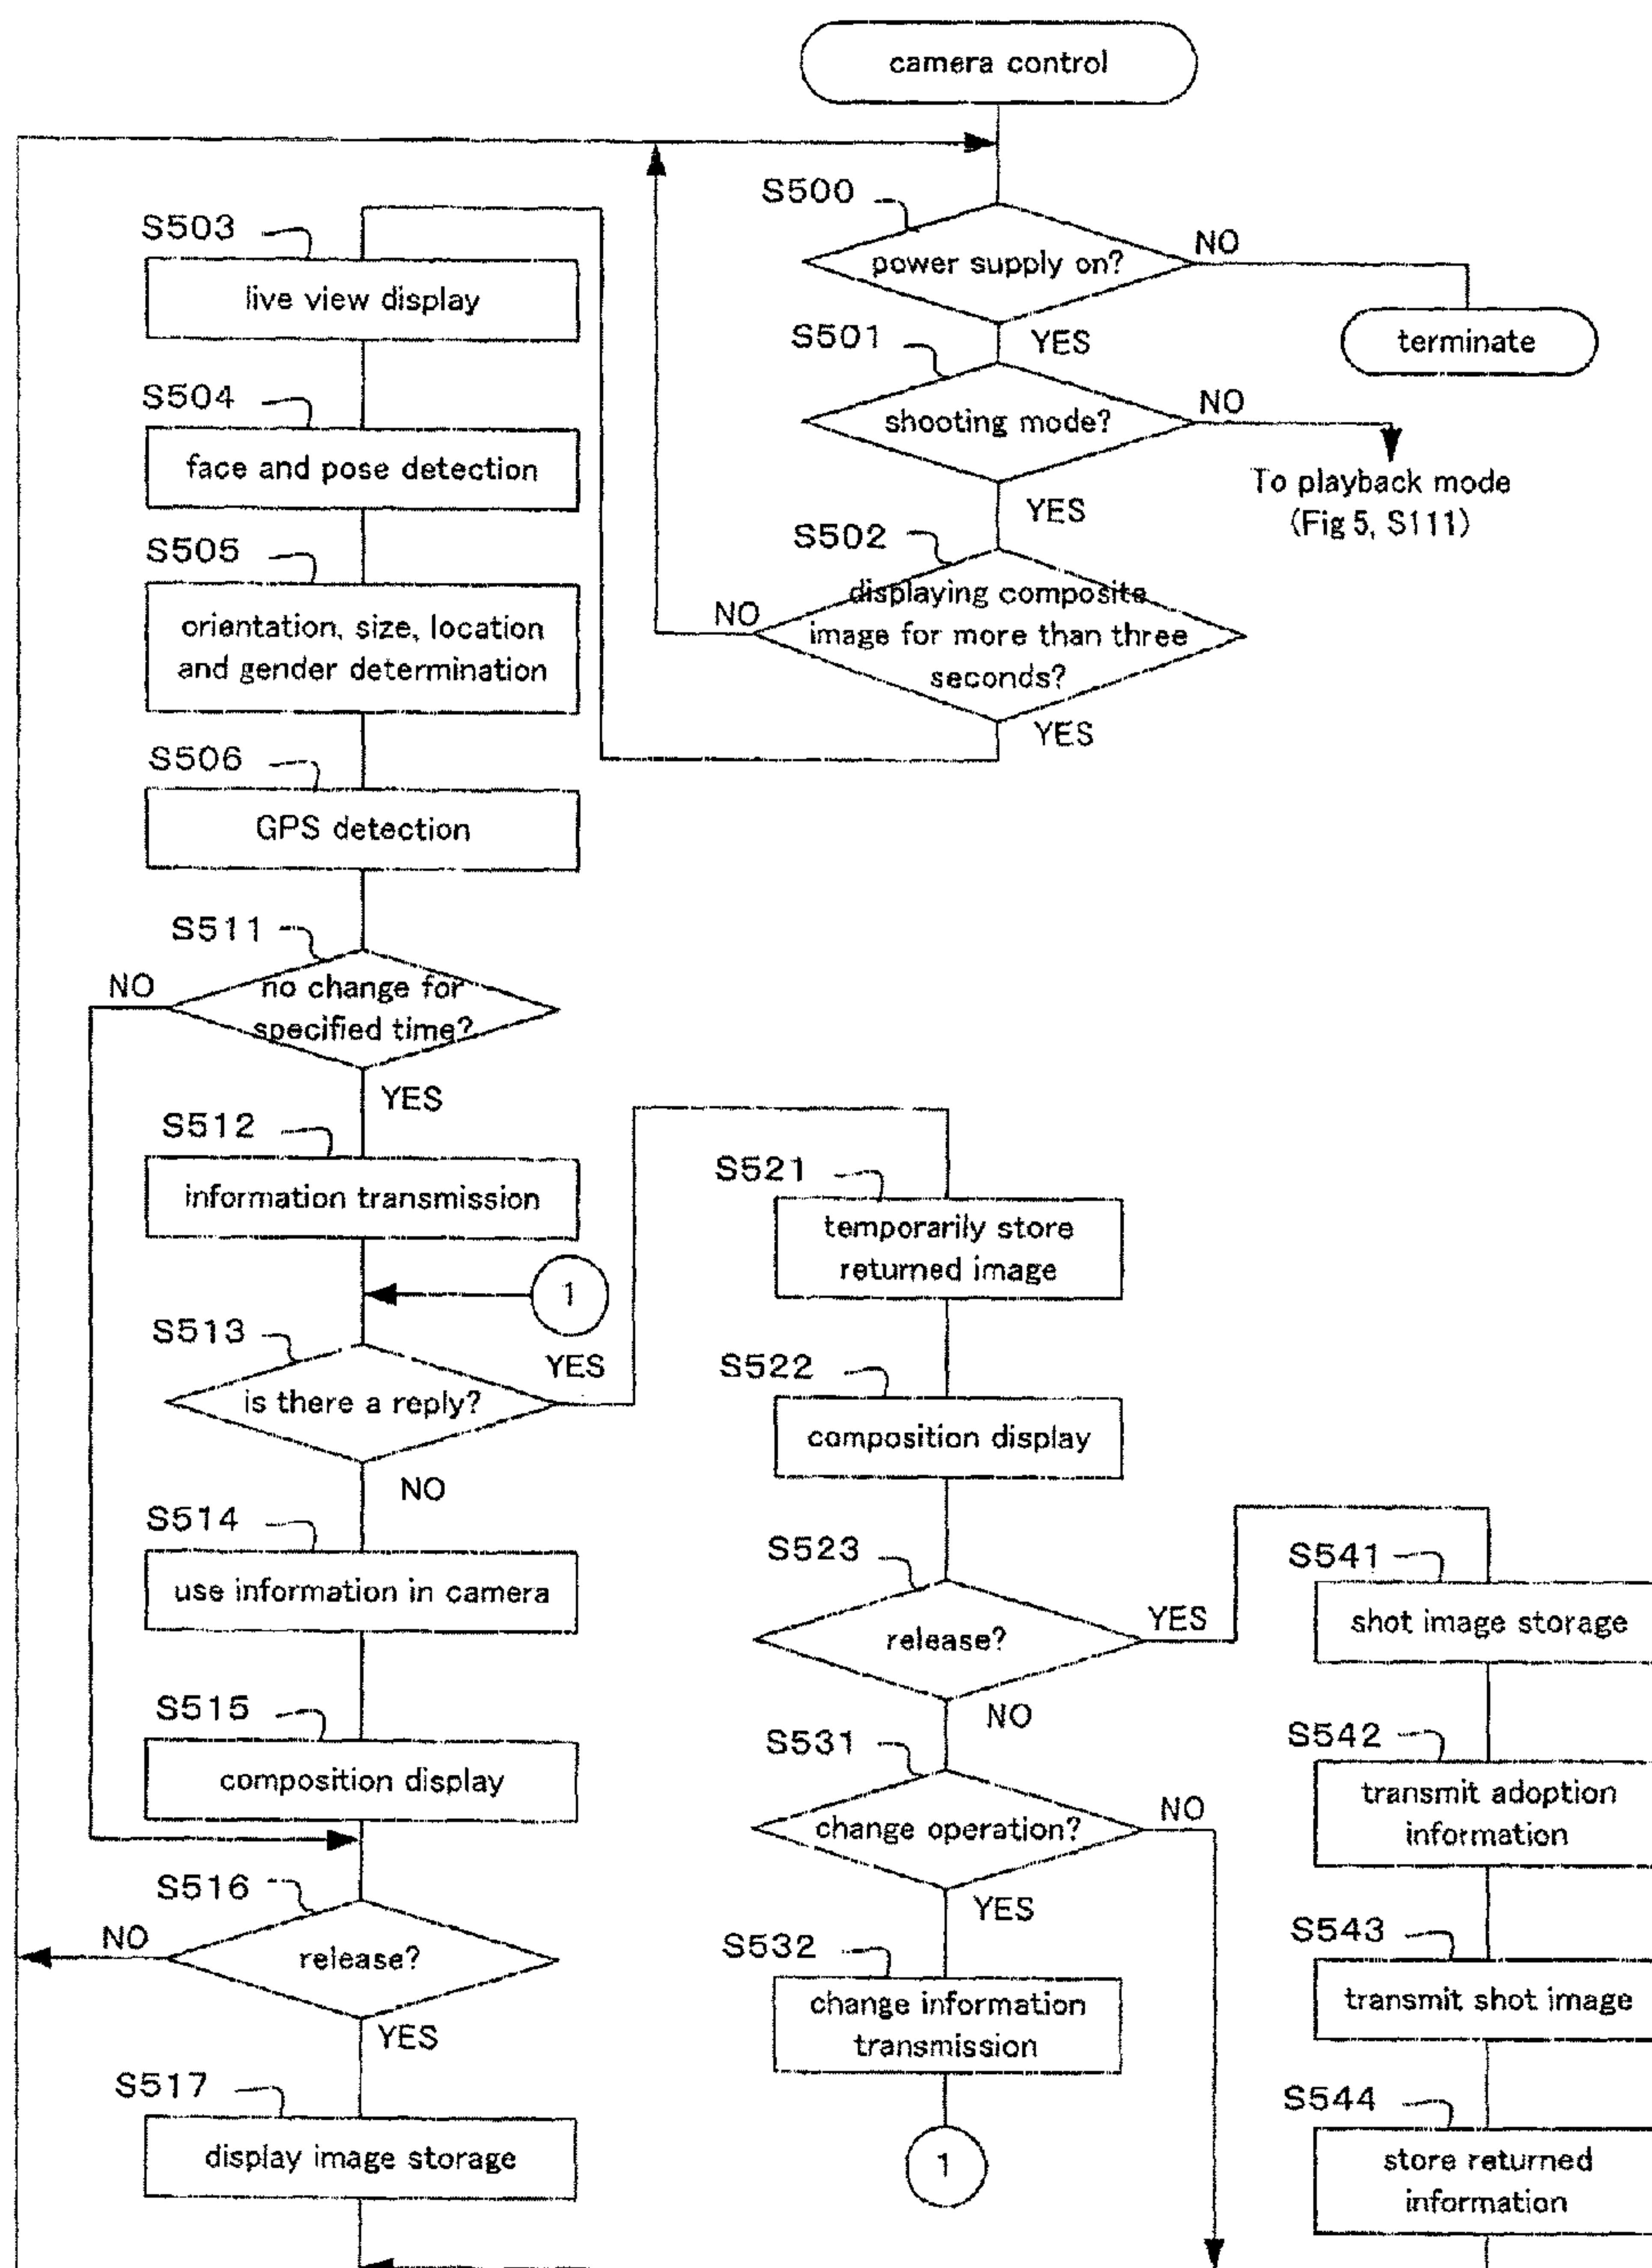 camera control
S500
power supply on?
NO
terminate
YES
S501
shooting mode?
NO
To playback mode
(Fig 5, S111)
YES
S502
displaying composite
image for more than three
seconds?
NO
YES
S503
live view display
S504
face and pose detection
S505
orientation, size, location
and gender determination
S506
GPS detection
S511
no change for
specified time?
NO
YES
S512
information transmission
1
S513
is there a reply?
YES
NO
S514
use information in camera
S515
composition display
S516
release?
NO
YES
S517
display image storage
S521
temporarily store
returned image
S522
composition display
S523
release?
YES
NO
S531
change operation?
NO
YES
S532
change information
transmission
1
S541
shot image storage
S542
transmit adoption
information
S543
transmit shot image
S544
store returned
information